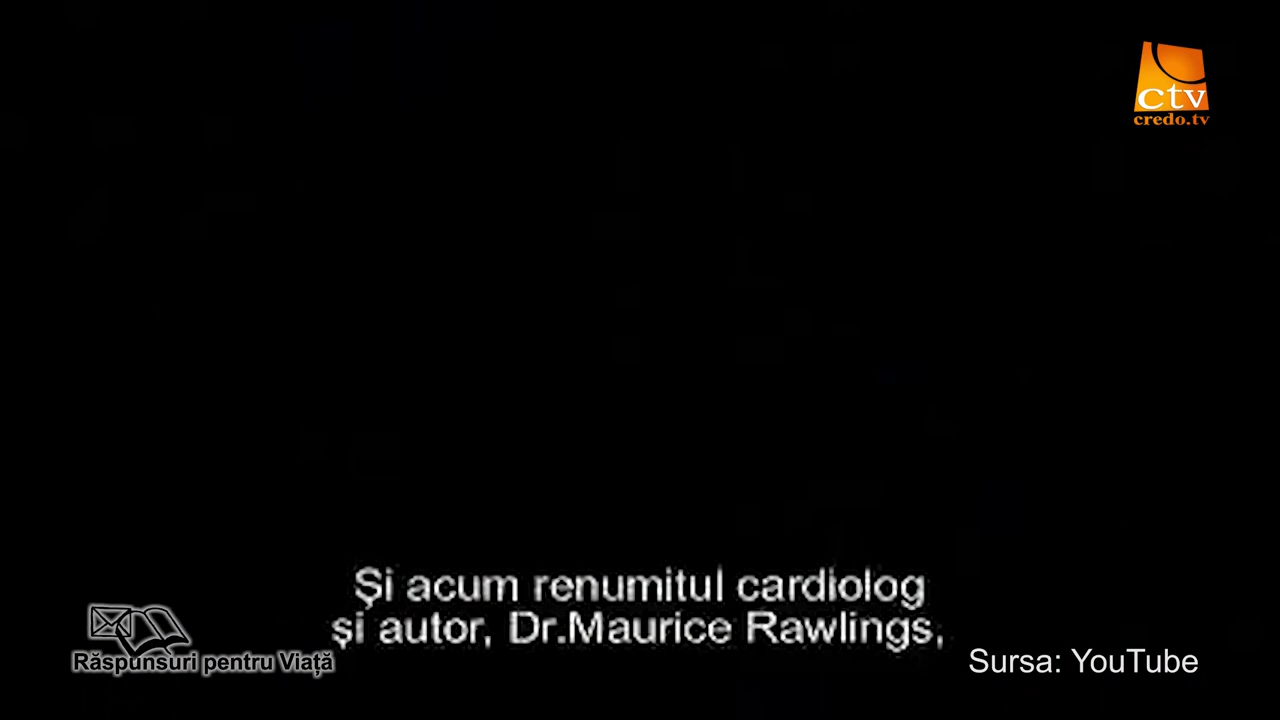 ctv
credo.tv
Şi acum renumitul cardiolog
şi autor, Dr.Maurice Rawlings,
Răspunsuri pentru Viață
Sursa: YouTube